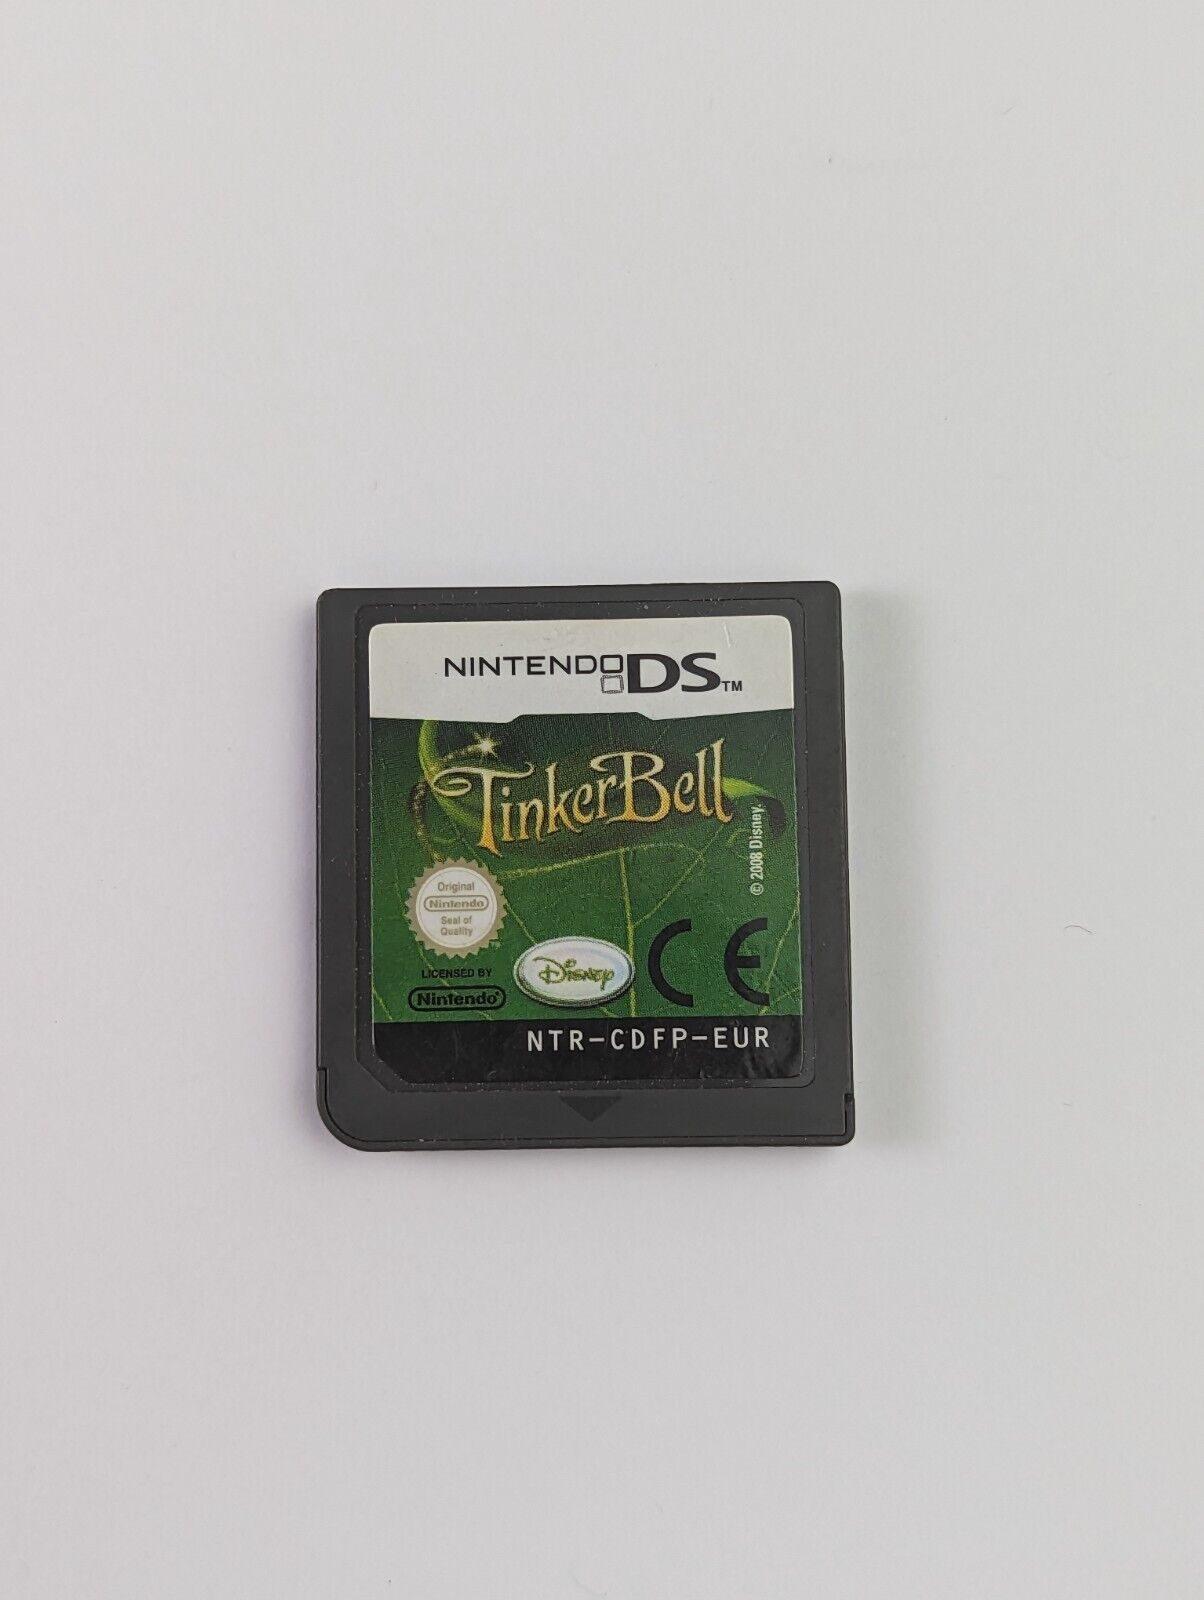 NINTENDO DS TM
TinkerBell
© 2008 Disney.
Original
Nintendo
Seal of
Quality
LICENSED BY
Nintendo®
Disney
CE
NTR-CDFP-EUR